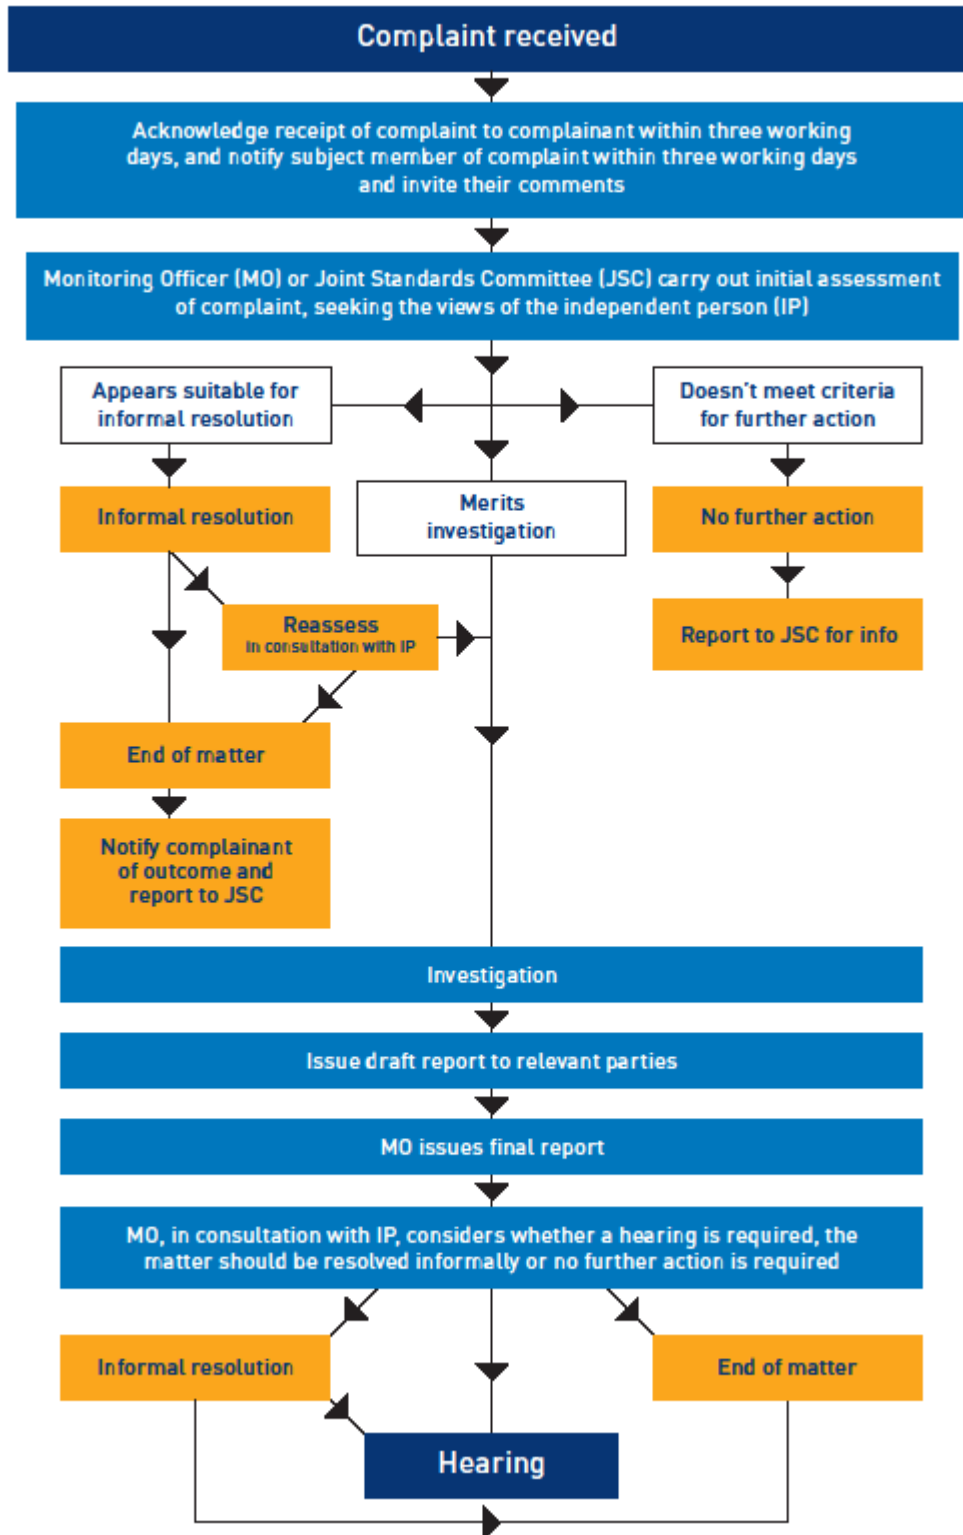 Complaint received
Acknowledge receipt of complaint to complainant within three working
days, and notify subject member of complaint within three working days
and invite their comments
Monitoring Officer (MO) or Joint Standards Committee (JSC) carry out initial assessment
of complaint, seeking the views of the independent person (IP)
Appears suitable for
informal resolution
Doesn't meet criteria
for further action
Informal resolution
Merits
investigation
No further action
Reassess
in consultation with IP
Report to JSC for info
End of matter
Notify complainant
of outcome and
report to JSC
Investigation
Issue draft report to relevant parties
MO issues final report
MO, in consultation with IP, considers whether a hearing is required, the
matter should be resolved informally or no further action is required
Informal resolution
End of matter
Hearing